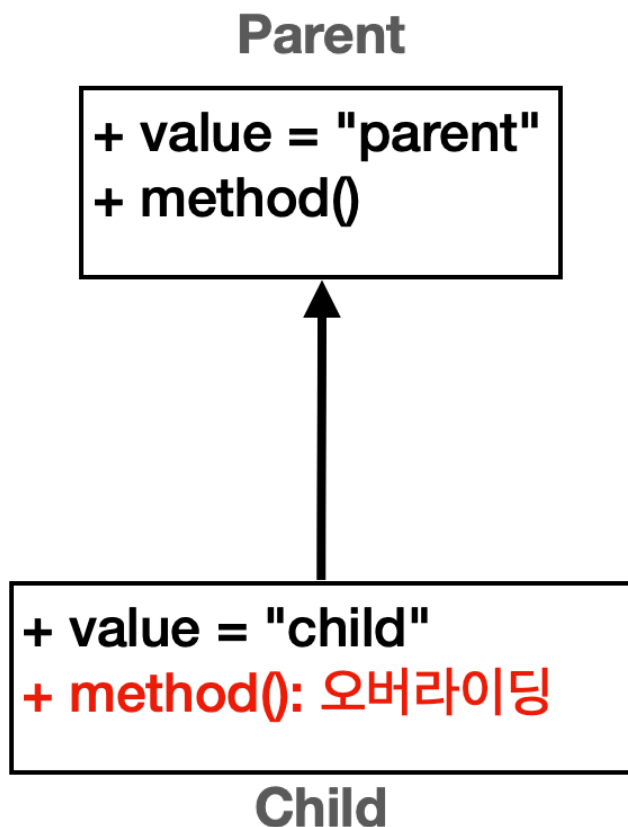 Parent
+ value = "parent"
+ method()
+ value = "child"
+ method(): 오버라이딩
Child